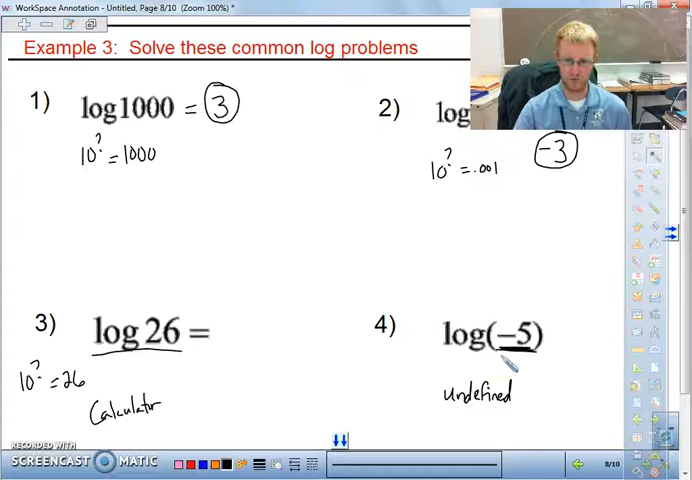 WorkSpace Annotation - Untitled, Page 8/10 (Zoom 100%) *
Example 3: Solve these common log problems
1) log1000 = 3
10? = 1000
2) log
10? = .001
-3
3) log 26 =
10? = 26
Calculator
4) log(−5)
undefined
RECORDED WITH
SCREENCAST MATIC
8/10